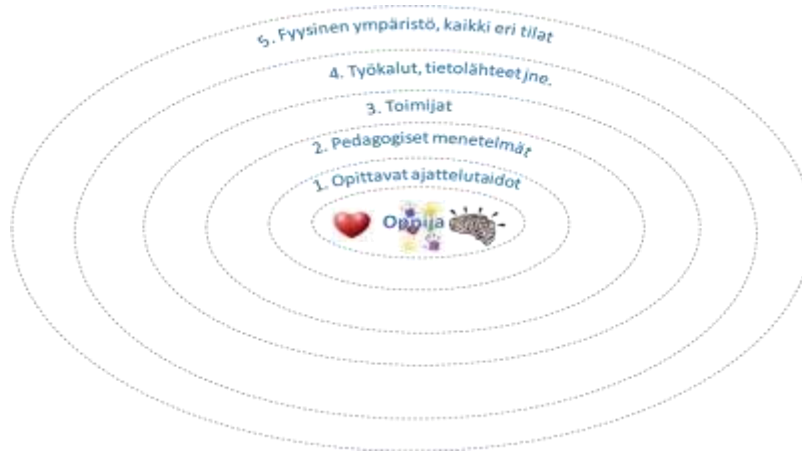 5. Fyysinen ympäristö, kaikki eri tilat
4. Työkalut, tietolähteet jne.
3. Toimijat
2. Pedagogiset menetelmät
1. Opittavat ajattelutaidot
Oppija